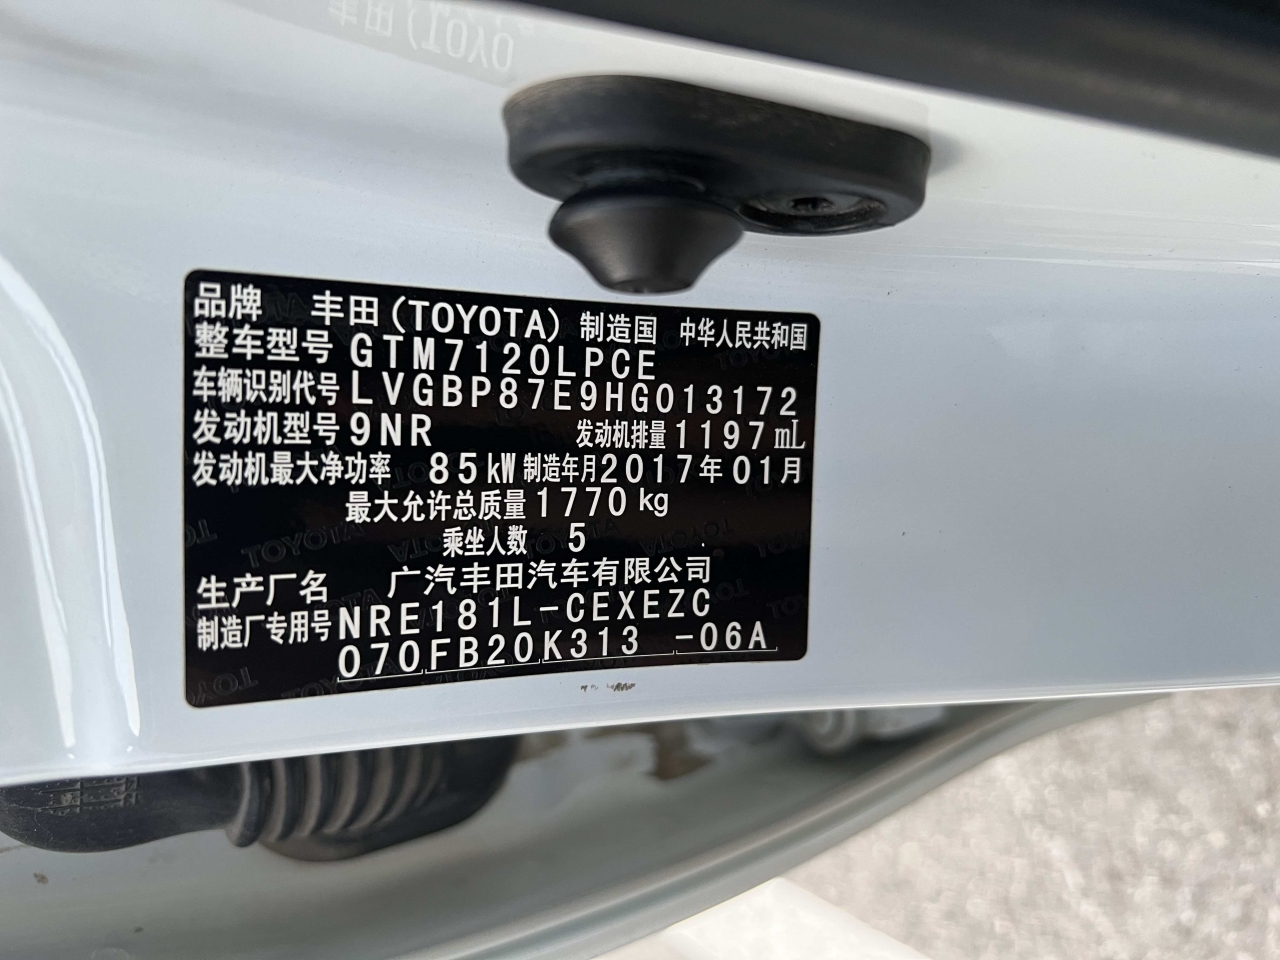 丰田(TOYO
品牌 丰田(TOYOTA) 制造国 中华人民共和国
整车型号 GTM7120LPCE
车辆识别代号 LVGBP87E9HG013172
发动机型号 9NR 发动机排量 1197mL
发动机最大净功率 85kW 制造年月 2017年01月
最大允许总质量 1770kg
乘坐人数 5
生产厂名 广汽丰田汽车有限公司
制造厂专用号 NRE181L-CEXEZC
070FB20K313 -06A